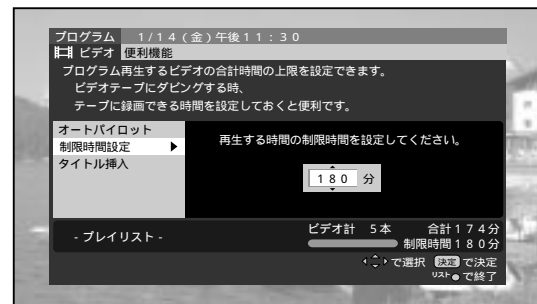 プログラム 1/14(金)午後11:30
ビデオ 便利機能
プログラム再生するビデオの合計時間の上限を設定できます。
ビデオテープにダビングする時、
テープに録画できる時間を設定しておくと便利です。
オートパイロット
制限時間設定
タイトル挿入
再生する時間の制限時間を設定してください。
180 分
- プレイリスト -
ビデオ計 5本 合計174分
制限時間180分
で選択 決定 で決定
リスト● で終了